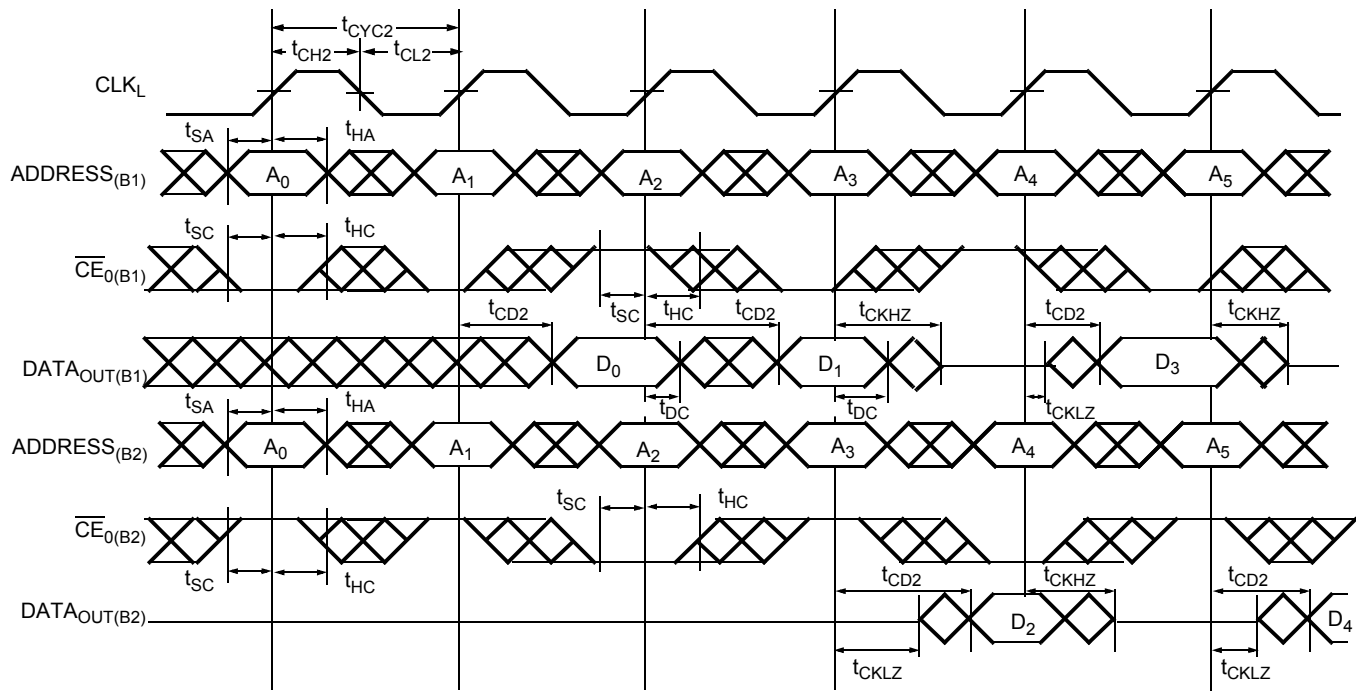 tCYC2
tCH2 tCL2
CLKL
tSA tHA
ADDRESS(B1) A0 A1 A2 A3 A4 A5
tSC tHC
CE0(B1)
tSC tHC
tCD2 tCD2 tCKHZ tCD2 tCKHZ
DATAOUT(B1) D0 D1 D3
tDC tDC tCKLZ
tSA tHA
ADDRESS(B2) A0 A1 A2 A3 A4 A5
tSC tHC
CE0(B2)
tSC tHC
tCD2 tCKHZ tCD2
DATAOUT(B2) D2 D4
tCKLZ tCKLZ